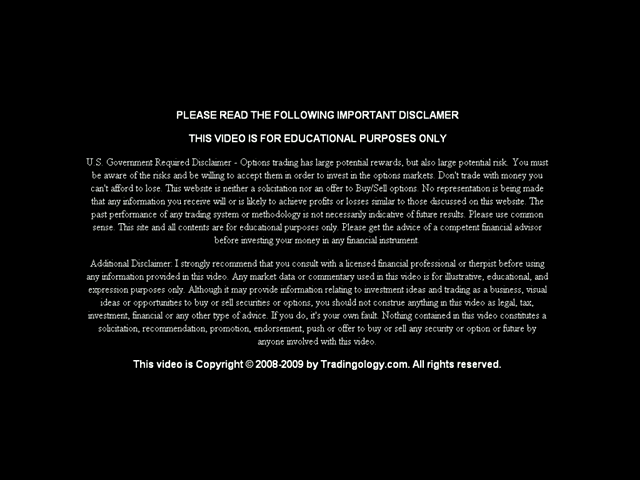 PLEASE READ THE FOLLOWING IMPORTANT DISCLAMER
THIS VIDEO IS FOR EDUCATIONAL PURPOSES ONLY
U.S. Government Required Disclaimer - Options trading has large potential rewards, but also large potential risk. You must
be aware of the risks and be willing to accept them in order to invest in the options markets. Don't trade with money you
can't afford to lose. This website is neither a solicitation nor an offer to Buy/Sell options. No representation is being made
that any information you receive will or is likely to achieve profits or losses similar to those discussed on this website. The
past performance of any trading system or methodology is not necessarily indicative of future results. Please use common
sense. This site and all contents are for educational purposes only. Please get the advice of a competent financial advisor
before investing your money in any financial instrument
Additional Disclaimer: I strongly recommend that you consult with a licensed financial professional or therpist before using
any information provided in this video. Any market data or commentary used in this video is for illustrative, educational, and
expression purposes only. Although it may provide information relating to investment ideas and trading as a business, visual
ideas or opportunities to buy or sell securities or options, you should not construe anything in this video as legal, tax,
investment, financial or any other type of advice. If you do, it's your own fault. Nothing contained in this video constitutes a
solicitation, recommendation, promotion, endorsement, push or offer to buy or sell any security or option or future by
anyone involved with this video.
This video is Copyright © 2008-2009 by Tradingology.com. All rights reserved.